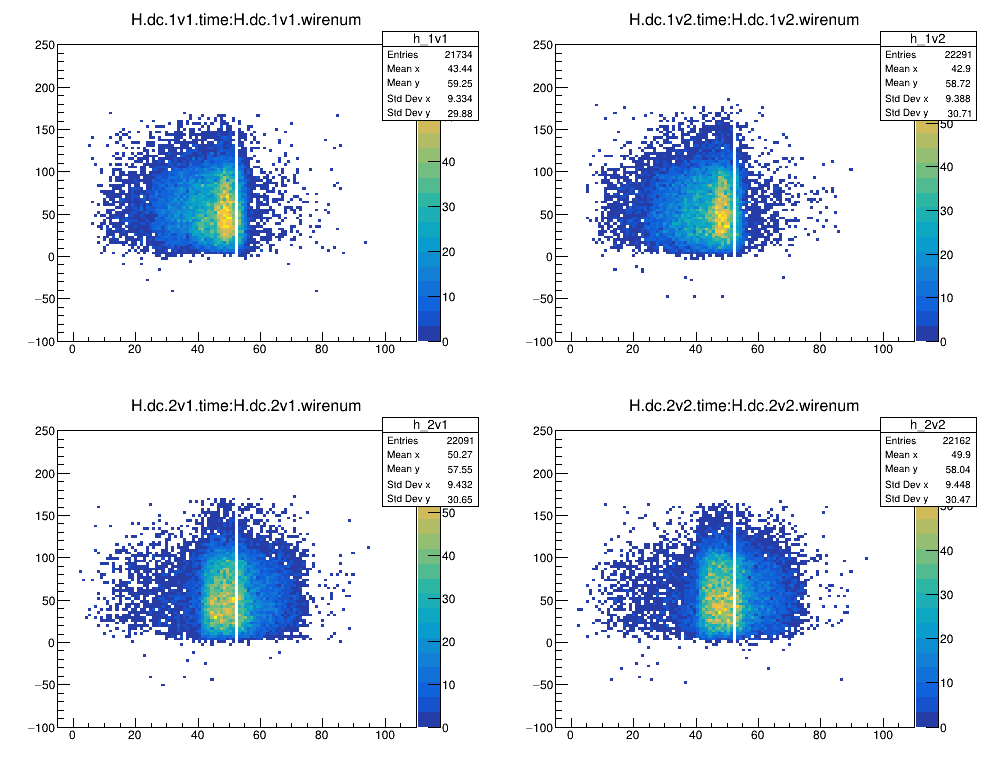 H.dc.1v1.time:H.dc.1v1.wirenum
h_1v1
Entries 21734
Mean x 43.44
Mean y 59.25
Std Dev x 9.334
Std Dev y 29.88
250
200
150
100
50
0
−50
−100
0 20 40 60 80 100
40
30
20
10
0
H.dc.1v2.time:H.dc.1v2.wirenum
h_1v2
Entries 22291
Mean x 42.9
Mean y 58.72
Std Dev x 9.388
Std Dev y 30.71
250
200
150
100
50
0
−50
−100
0 20 40 60 80 100
50
40
30
20
10
0
H.dc.2v1.time:H.dc.2v1.wirenum
h_2v1
Entries 22091
Mean x 50.27
Mean y 57.55
Std Dev x 9.432
Std Dev y 30.65
250
200
150
100
50
0
−50
−100
0 20 40 60 80 100
50
40
30
20
10
0
H.dc.2v2.time:H.dc.2v2.wirenum
h_2v2
Entries 22162
Mean x 49.9
Mean y 58.04
Std Dev x 9.448
Std Dev y 30.47
250
200
150
100
50
0
−50
−100
0 20 40 60 80 100
50
40
30
20
10
0